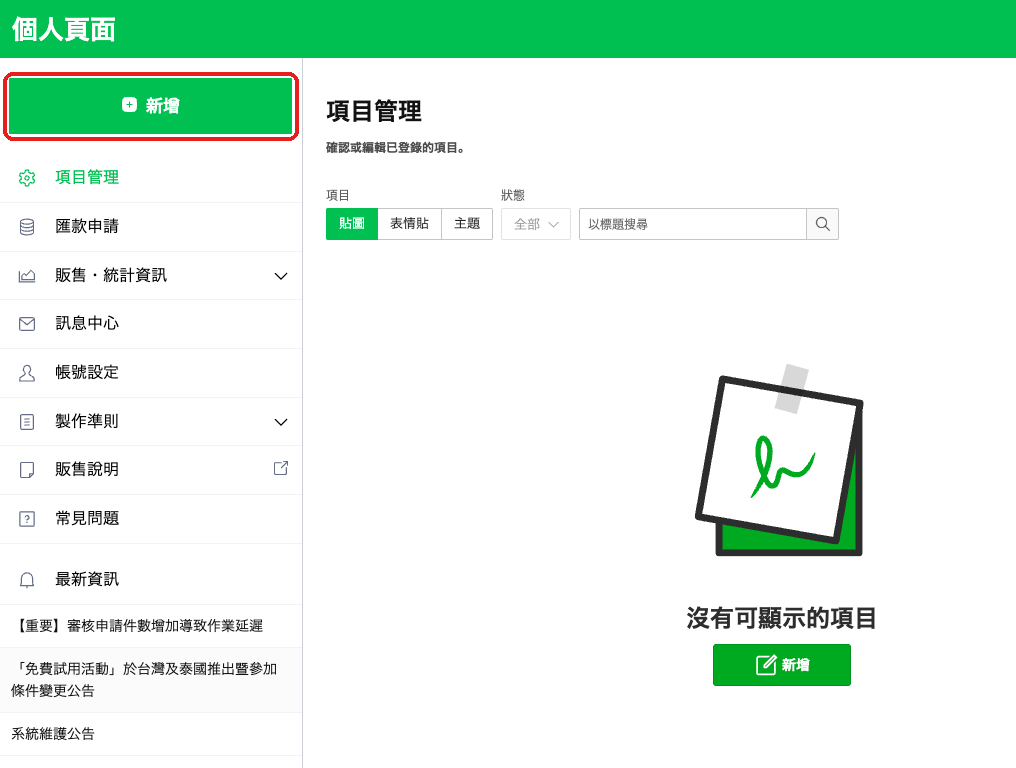 個人頁面
新增
項目管理
匯款申請
販售・統計資訊
訊息中心
帳號設定
製作準則
販售說明
常見問題
最新資訊
【重要】審核申請件數增加導致作業延遲
「免費試用活動」於台灣及泰國推出暨參加
條件變更公告
系統維護公告
項目管理
確認或編輯已登錄的項目。
項目
狀態
貼圖
表情貼
主題
全部
以標題搜尋
沒有可顯示的項目
新增